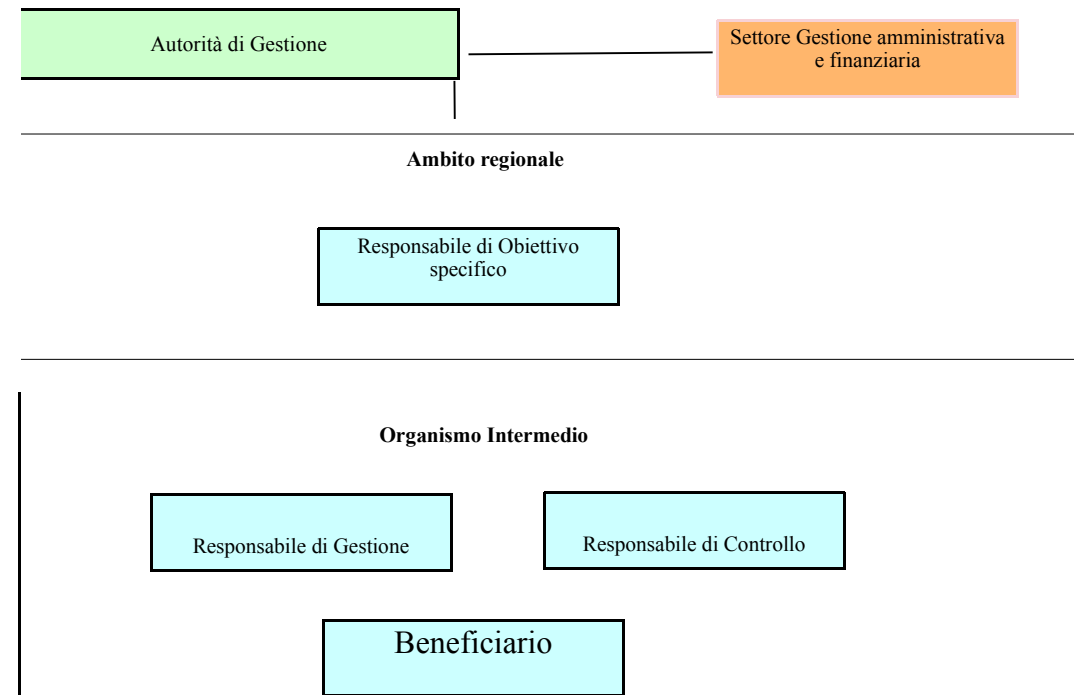 Autorità di Gestione
Settore Gestione amministrativa
e finanziaria
Ambito regionale
Responsabile di Obiettivo
specifico
Organismo Intermedio
Responsabile di Gestione
Responsabile di Controllo
Beneficiario